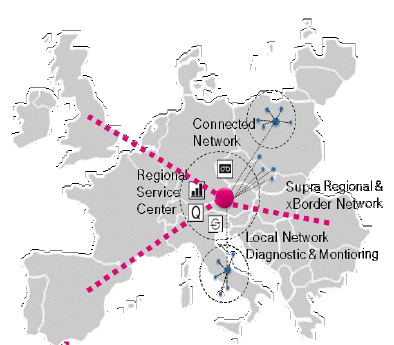 Connected
Network
Regional
Service
Center
Q
Supra Regional &
xBorder Network
Local Network
Diagnostic & Montioring